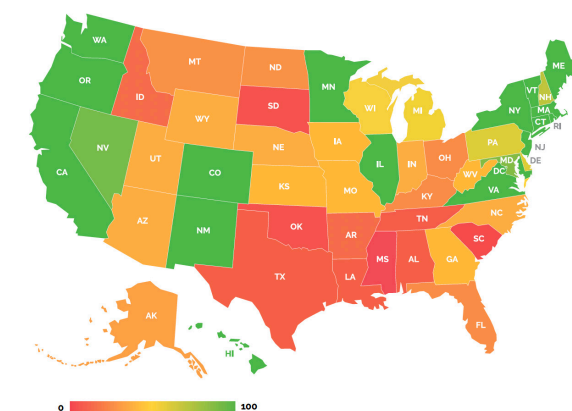 WA
ME
MT
ND
MN
OR
VT
NH
ID
SD
WI
NY
MA
MI
CT
WY
RI
IA
PA
NJ
NE
NV
OH
MD
DE
UT
IL
IN
DC
CA
CO
WV
KS
MO
VA
KY
NC
AZ
TN
OK
NM
AR
SC
MS
AL
GA
TX
LA
AK
FL
HI
0 100